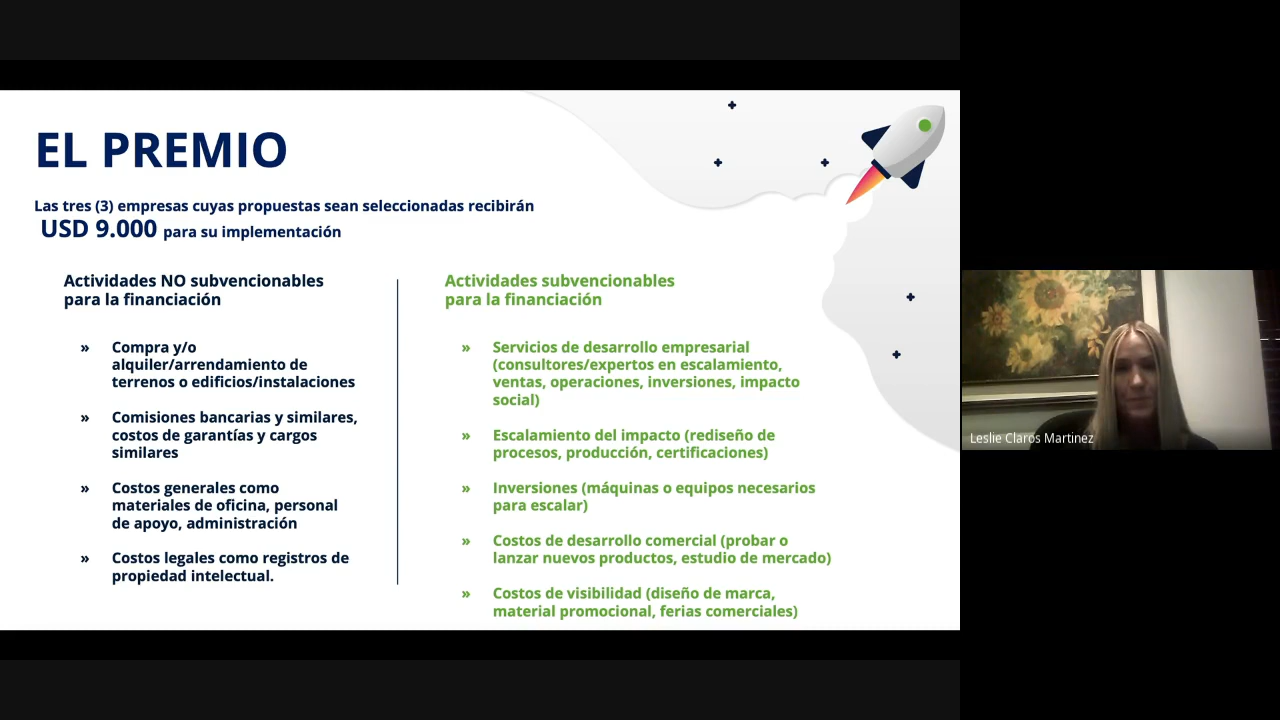 EL PREMIO
Las tres (3) empresas cuyas propuestas sean seleccionadas recibirán
USD 9.000 para su implementación
Actividades NO subvencionables
para la financiación
» Compra y/o
alquiler/arrendamiento de
terrenos o edificios/instalaciones
» Comisiones bancarias y similares,
costos de garantías y cargos
similares
» Costos generales como
materiales de oficina, personal
de apoyo, administración
» Costos legales como registros de
propiedad intelectual.
Actividades subvencionables
para la financiación
» Servicios de desarrollo empresarial
(consultores/expertos en escalamiento,
ventas, operaciones, inversiones, impacto
social)
» Escalamiento del impacto (rediseño de
procesos, producción, certificaciones)
» Inversiones (máquinas o equipos necesarios
para escalar)
» Costos de desarrollo comercial (probar o
lanzar nuevos productos, estudio de mercado)
» Costos de visibilidad (diseño de marca,
material promocional, ferias comerciales)
Leslie Claros Martinez